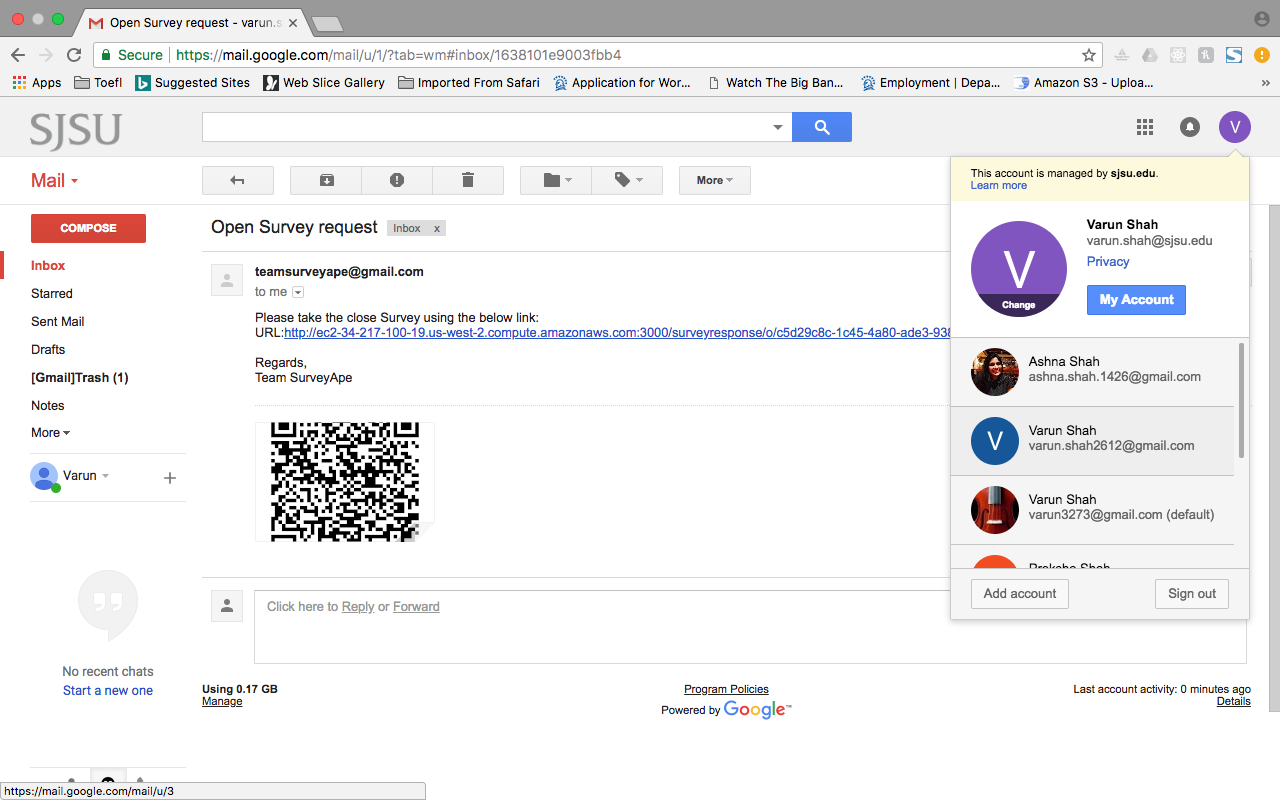 Open Survey request - varun.s
Secure
https://mail.google.com/mail/u/1/?tab=wm#inbox/1638101e9003fbb4
Apps
Toefl
Suggested Sites
Web Slice Gallery
Imported From Safari
Application for Wor...
Watch The Big Ban...
Employment | Depa...
Amazon S3 - Uploa...
»
SJSU
V
Mail
More
This account is managed by sjsu.edu.
Learn more
COMPOSE
Inbox
Starred
Sent Mail
Drafts
[Gmail]Trash (1)
Notes
More
Varun
No recent chats
Start a new one
Open Survey request
Inbox x
teamsurveyape@gmail.com
to me
Please take the close Survey using the below link:
URL:http://ec2-34-217-100-19.us-west-2.compute.amazonaws.com:3000/surveyresponse/o/c5d29c8c-1c45-4a80-ade3-938
Regards,
Team SurveyApe
Click here to Reply or Forward
V
Change
Varun Shah
varun.shah@sjsu.edu
Privacy
My Account
Ashna Shah
ashna.shah.1426@gmail.com
V
Varun Shah
varun.shah2612@gmail.com
Varun Shah
varun3273@gmail.com (default)
Shah
Add account
Sign out
Using 0.17 GB
Manage
Program Policies
Powered by Google™
Last account activity: 0 minutes ago
Details
https://mail.google.com/mail/u/3